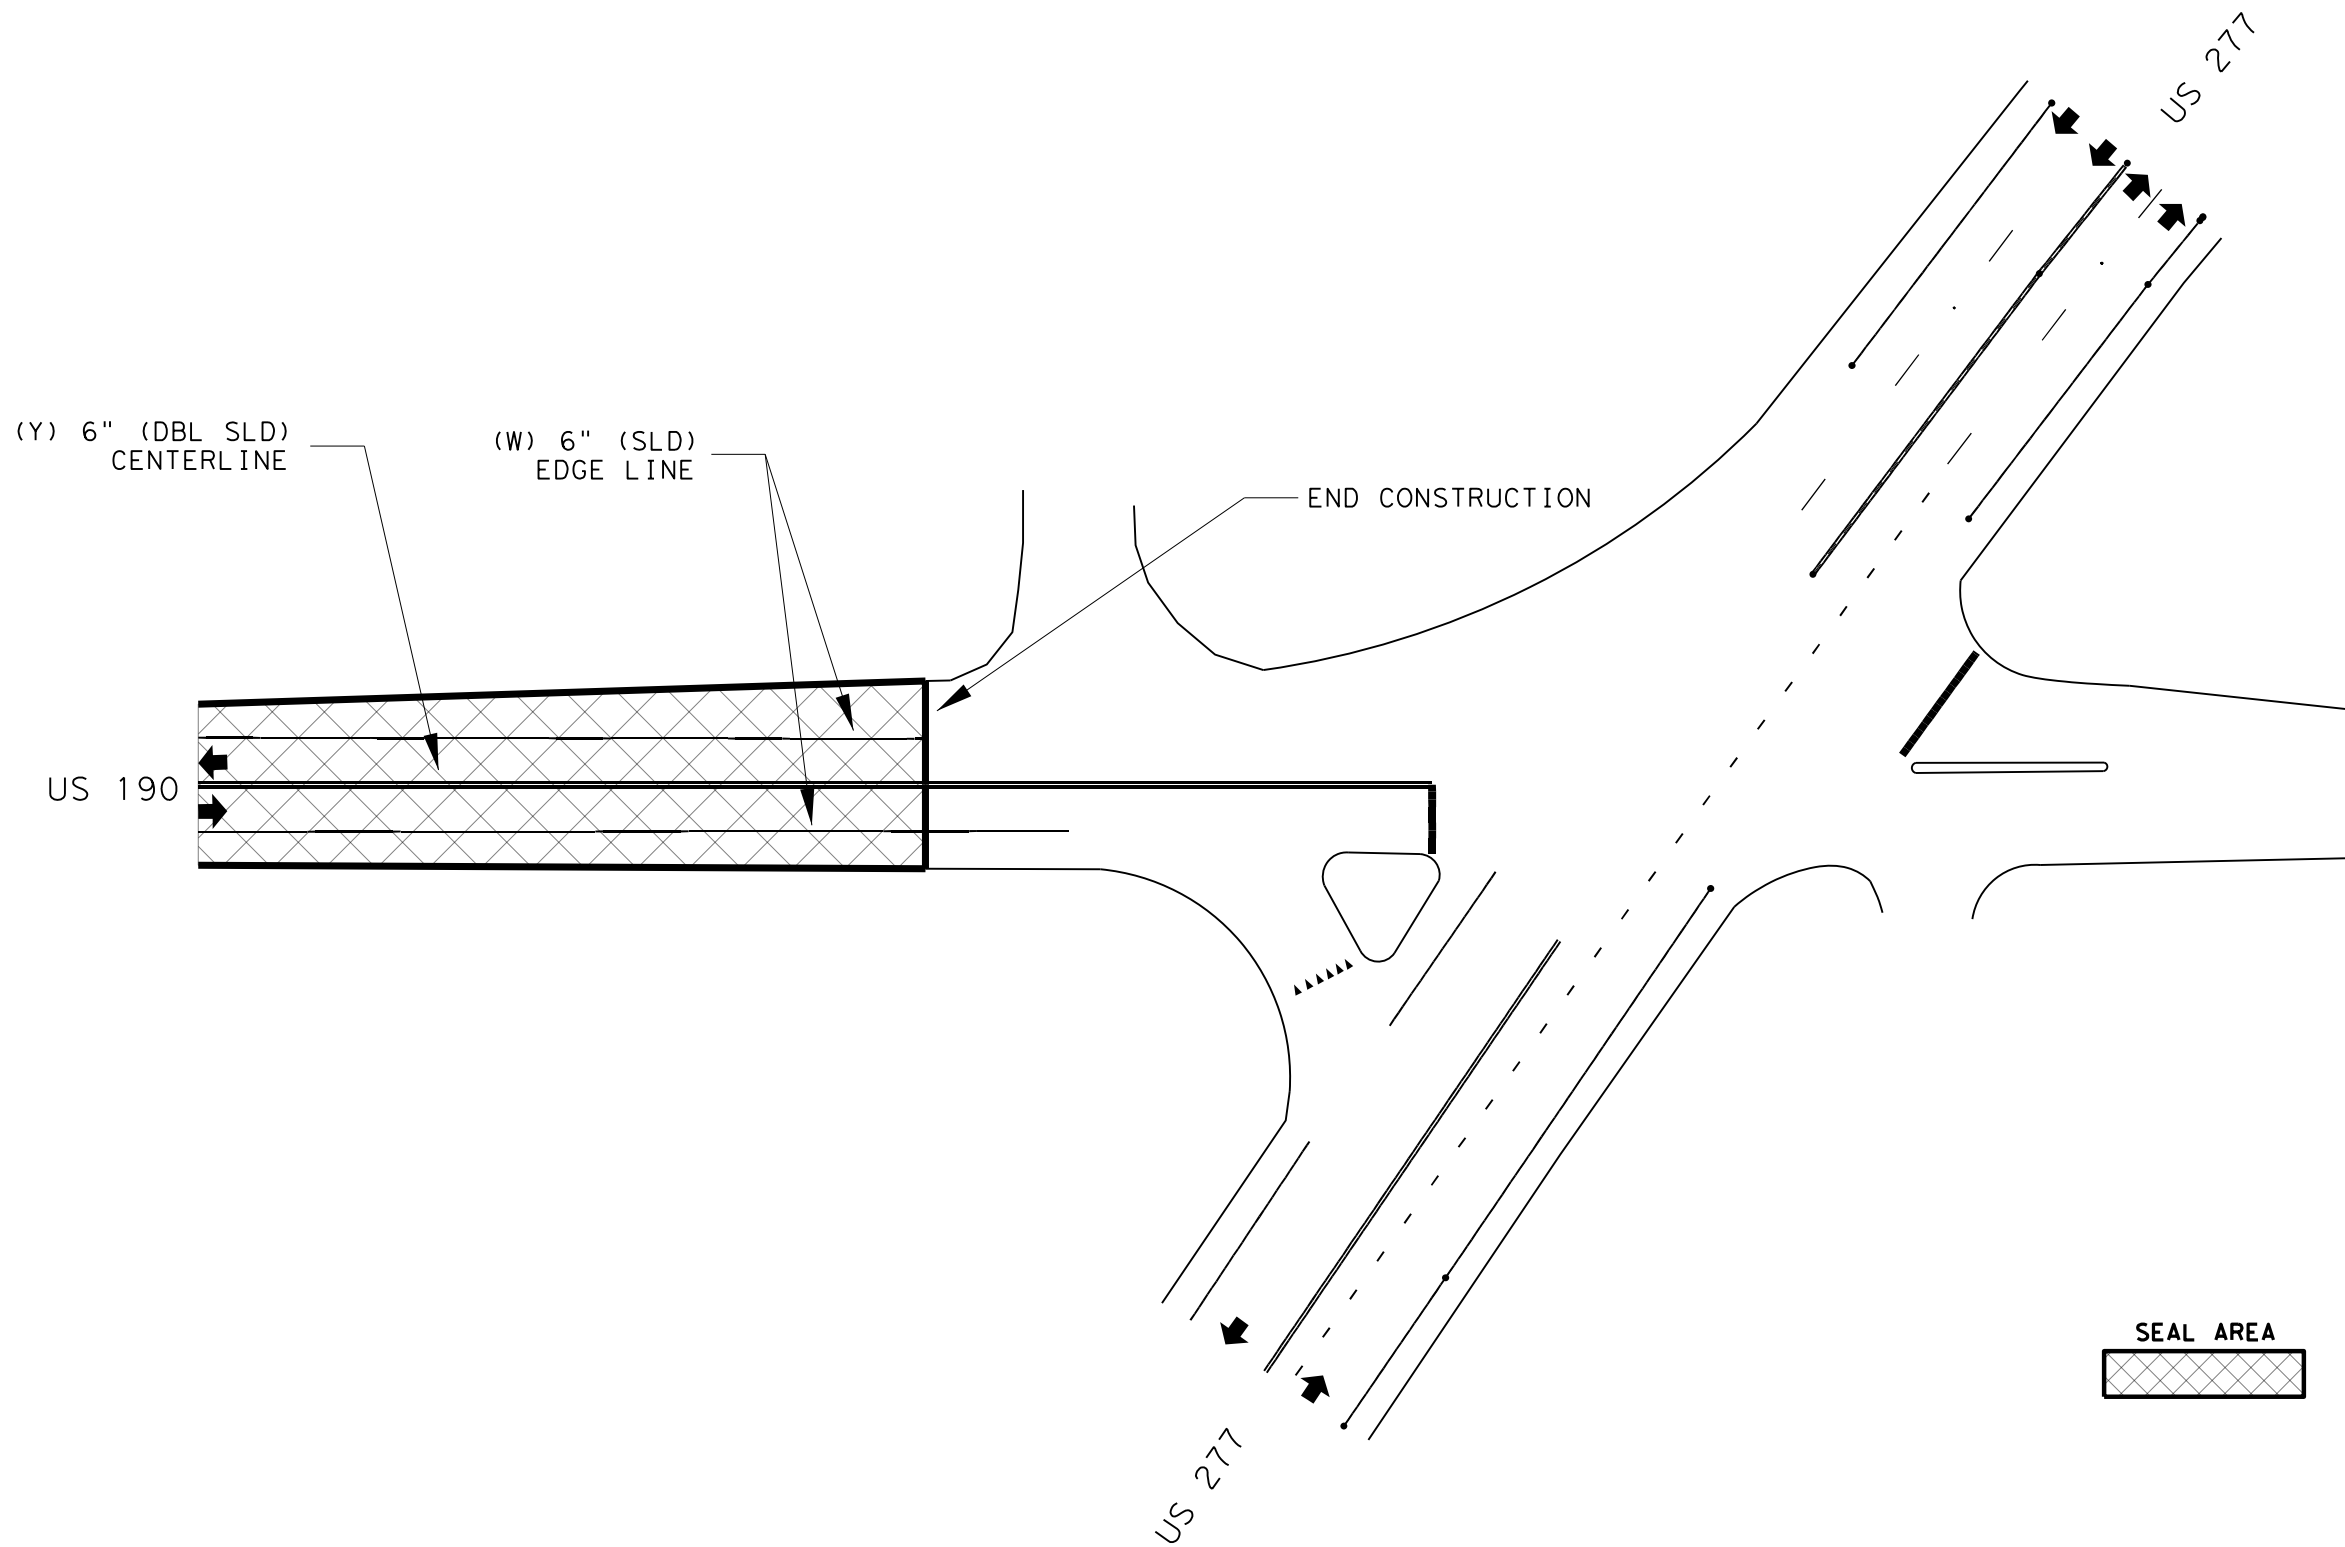 US 277
(Y) 6" (DBL SLD)
CENTERLINE
(W) 6" (SLD)
EDGE LINE
END CONSTRUCTION
US 190
SEAL AREA
US 277